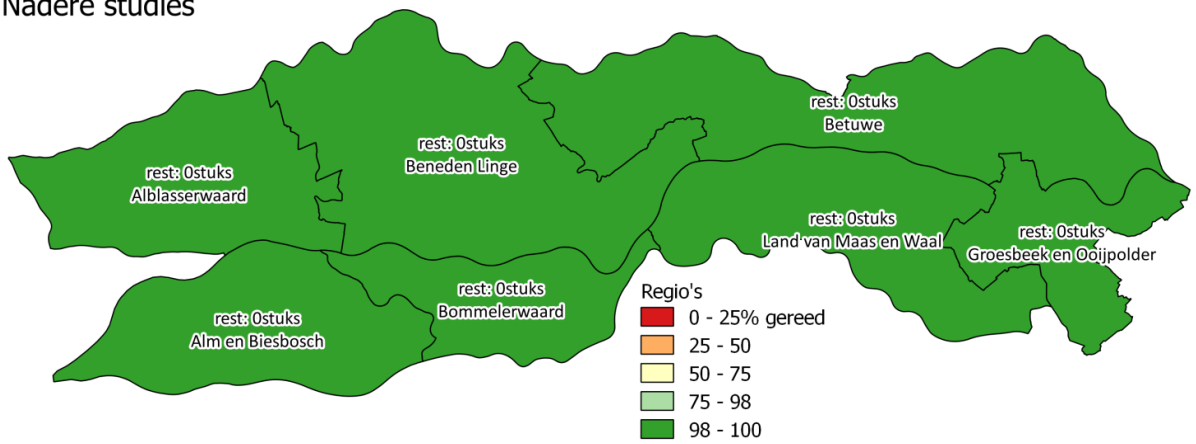 Nadere studies
rest: 0stuks
Betuwe
rest: 0stuks
Beneden Linge
rest: 0stuks
Alblasserwaard
rest: 0stuks
Land van Maas en Waal
rest: 0stuks
Groesbeek en Ooijpolder
rest: 0stuks
Bommelerwaard
rest: 0stuks
Alm en Biesbosch
Regio's
0 - 25% gereed
25 - 50
50 - 75
75 - 98
98 - 100